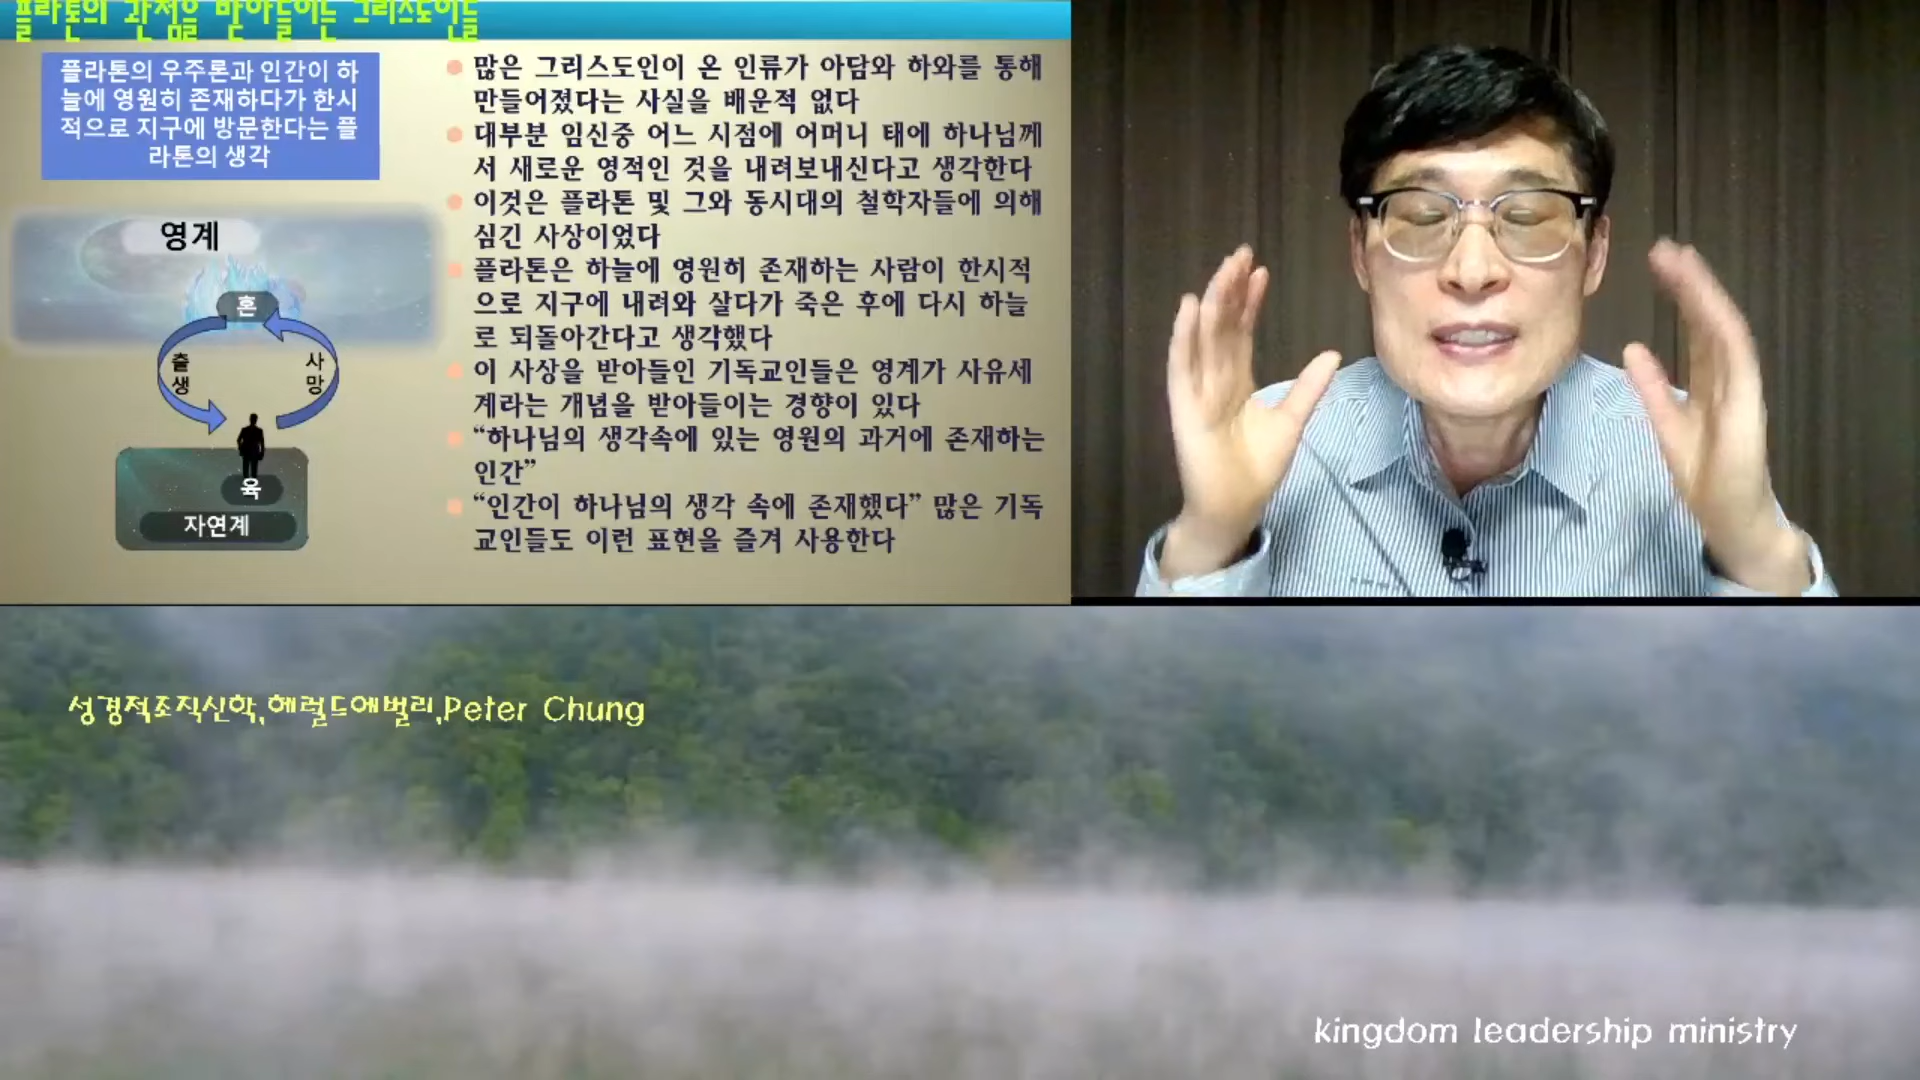 플라톤의 관점을 받아들이는 그리스도인들
플라톤의 우주론과 인간이 하
늘에 영원히 존재하다가 한시
적으로 지구에 방문한다는 플
라톤의 생각
영계
혼
출
생
사
망
육
자연계
많은 그리스도인이 온 인류가 아담와 하와를 통해
만들어졌다는 사실을 배운적 없다
대부분 임신중 어느 시점에 어머니 태에 하나님께
서 새로운 영적인 것을 내려보내신다고 생각한다
이것은 플라톤 및 그와 동시대의 철학자들에 의해
심긴 사상이었다
플라톤은 하늘에 영원히 존재하는 사람이 한시적
으로 지구에 내려와 살다가 죽은 후에 다시 하늘
로 되돌아간다고 생각했다
이 사상을 받아들인 기독교인들은 영계가 사유세
계라는 개념을 받아들이는 경향이 있다
“하나님의 생각속에 있는 영원의 과거에 존재하는
인간”
“인간이 하나님의 생각 속에 존재했다” 많은 기독
교인들도 이런 표현을 즐겨 사용한다
성경적조직신학,헤럴드에벌리,Peter Chung
kingdom leadership ministry